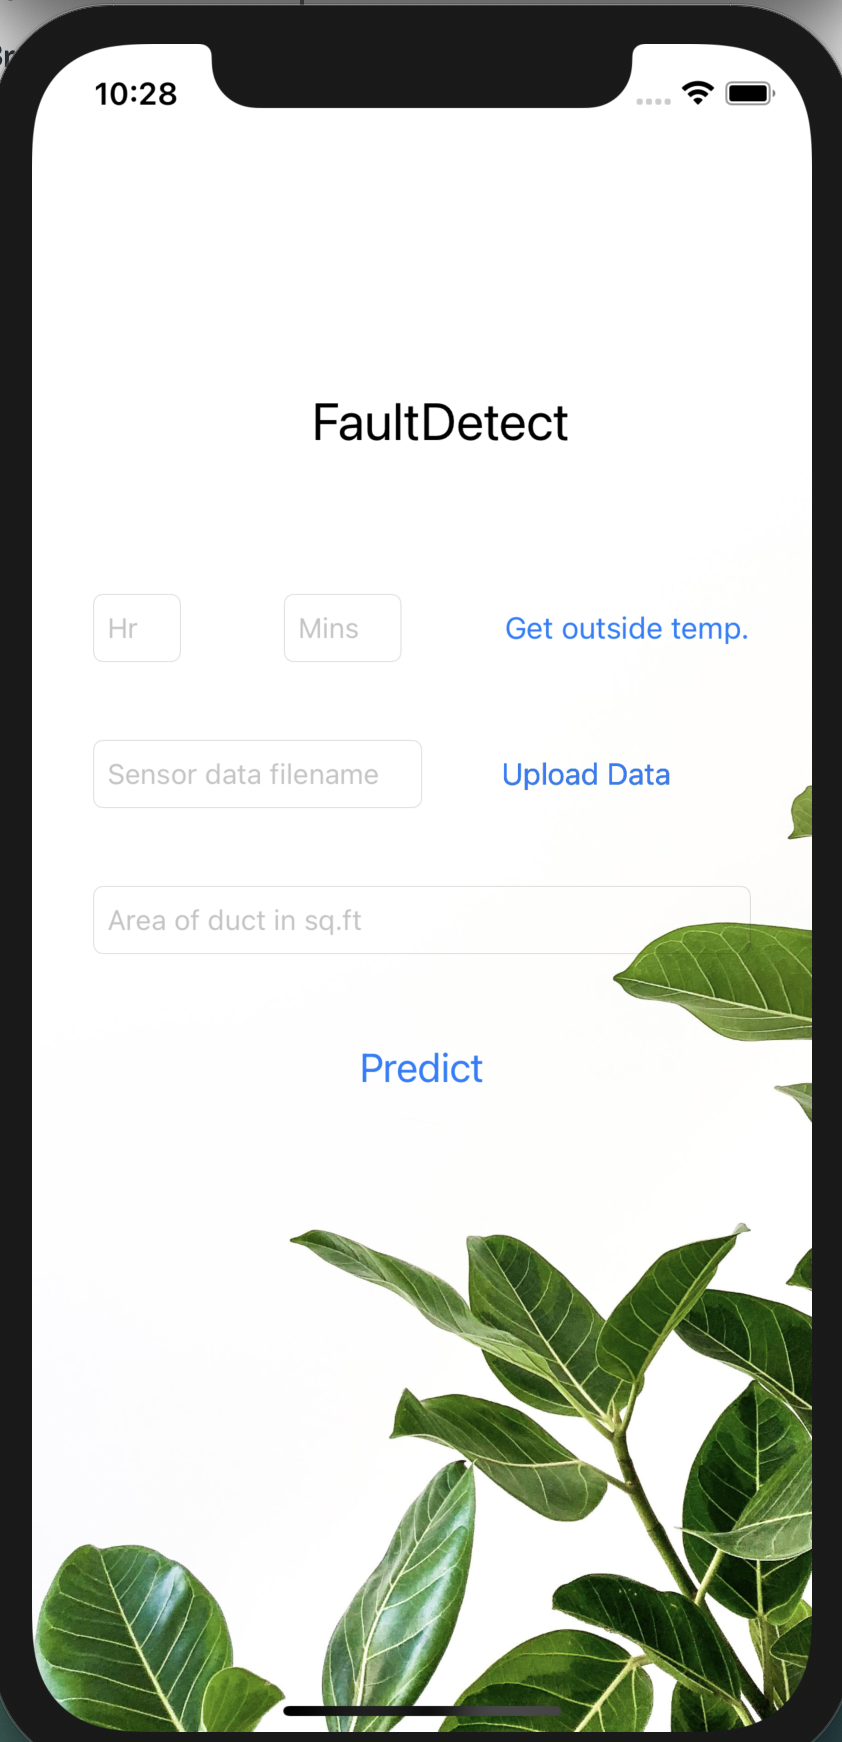 10:28
FaultDetect
Hr Mins Get outside temp.
Sensor data filename Upload Data
Area of duct in sq.ft
Predict